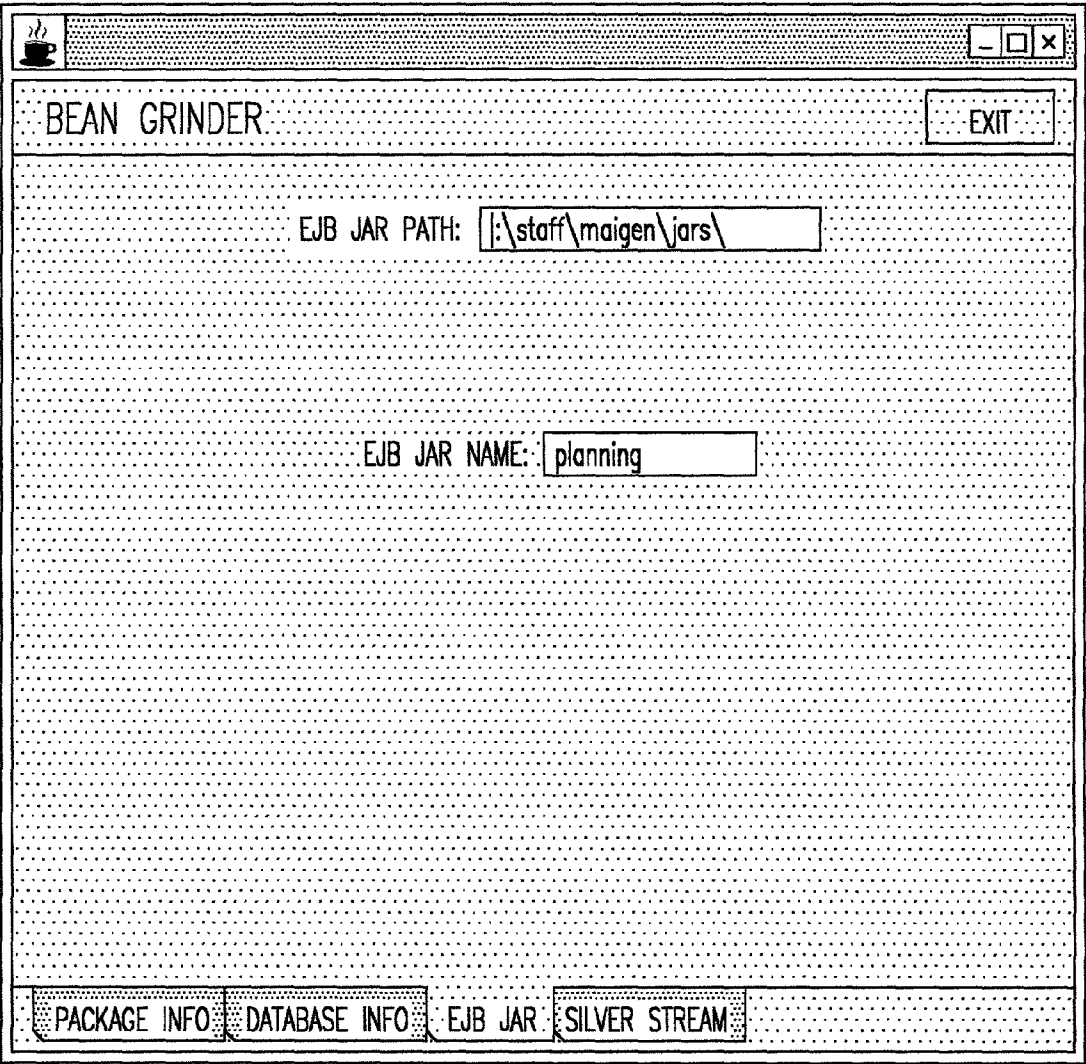 BEAN GRINDER
EXIT
EJB JAR PATH: l:\staff\maigen\jars\
EJB JAR NAME: planning
PACKAGE INFO DATABASE INFO EJB JAR SILVER STREAM